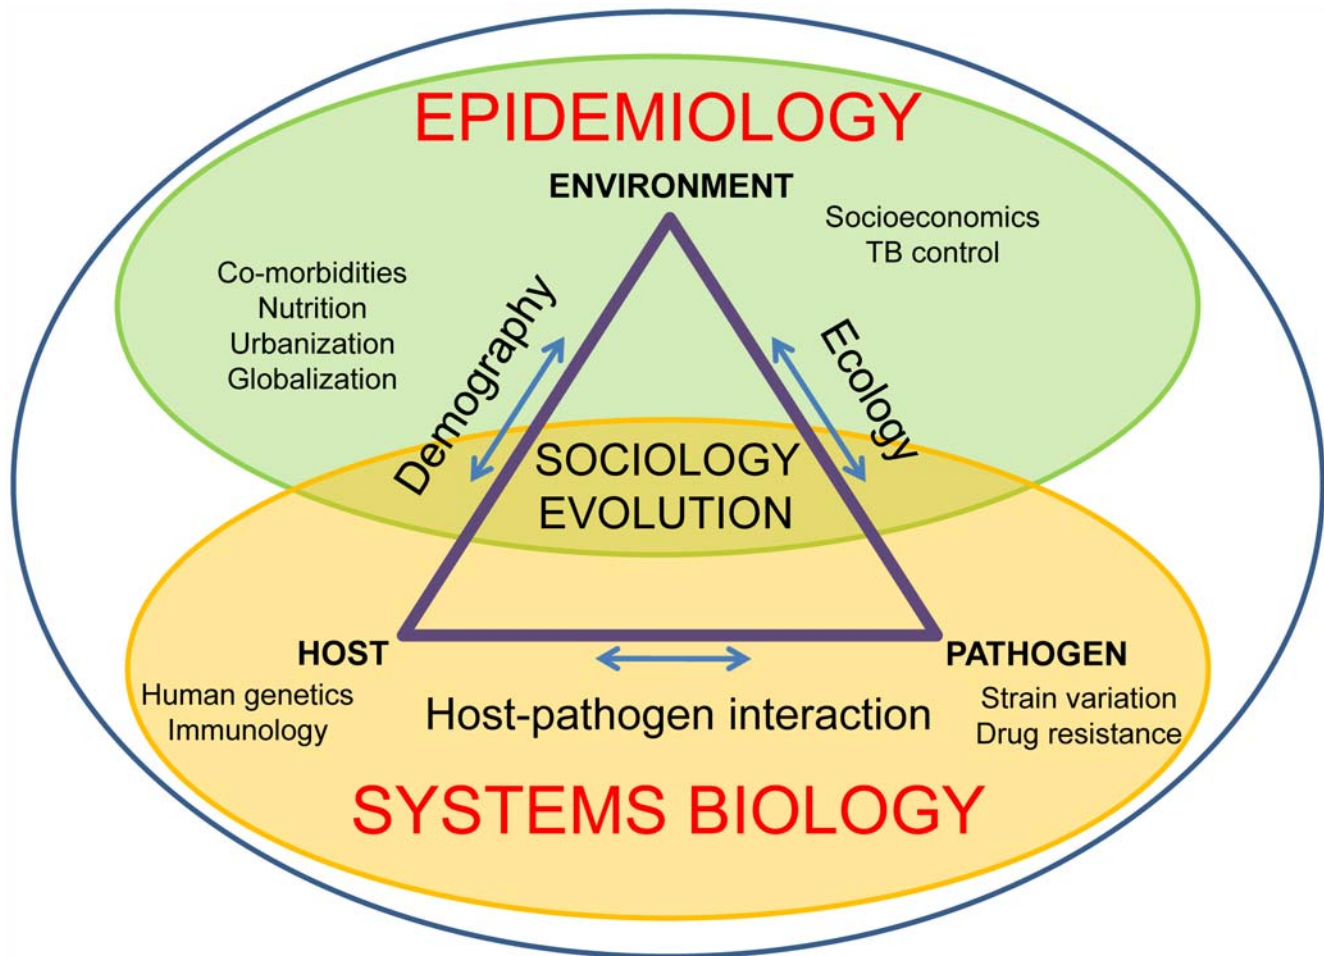 EPIDEMIOLOGY
ENVIRONMENT
Socioeconomics
TB control
Co-morbidities
Nutrition
Urbanization
Globalization
Demography
Ecology
SOCIOLOGY
EVOLUTION
HOST
PATHOGEN
Human genetics
Immunology
Host-pathogen interaction
Strain variation
Drug resistance
SYSTEMS BIOLOGY